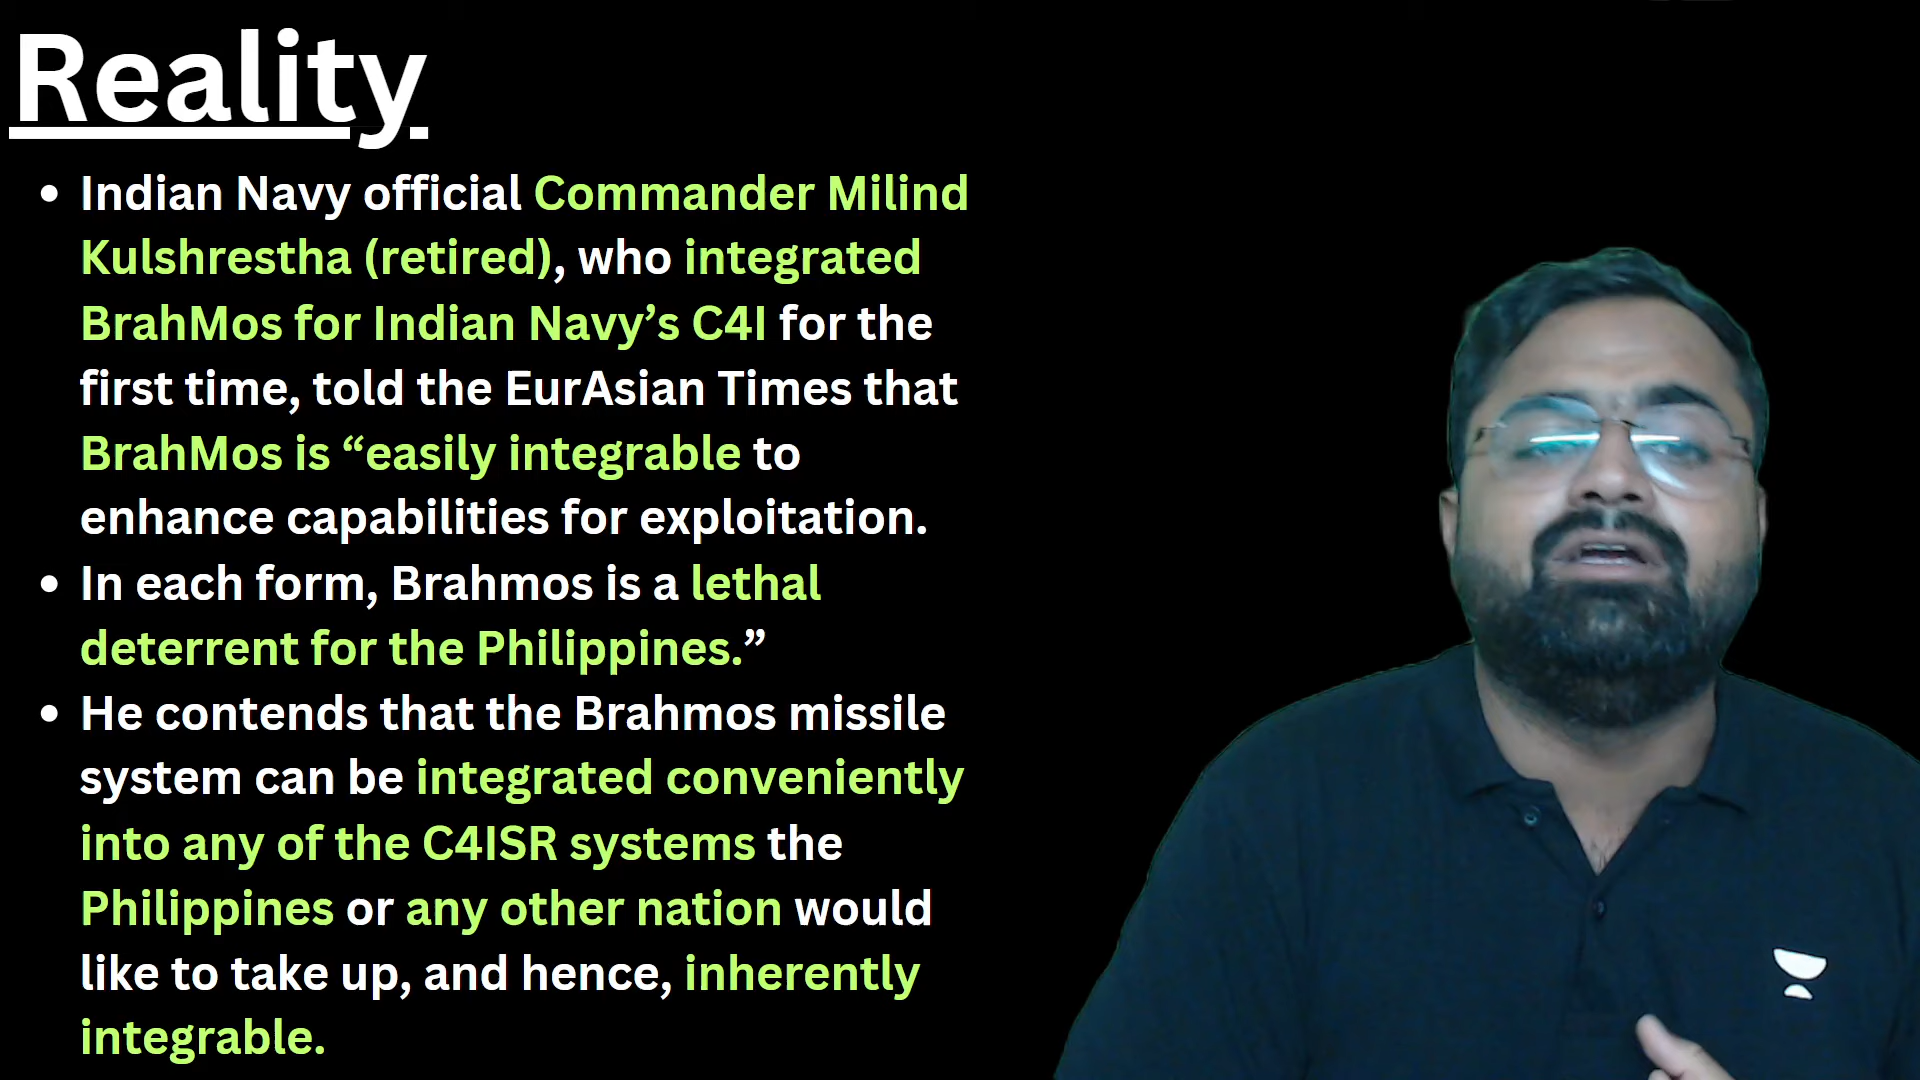 Reality
• Indian Navy official Commander Milind
Kulshrestha (retired), who integrated
BrahMos for Indian Navy’s C4I for the
first time, told the EurAsian Times that
BrahMos is “easily integrable to
enhance capabilities for exploitation.
• In each form, Brahmos is a lethal
deterrent for the Philippines.”
• He contends that the Brahmos missile
system can be integrated conveniently
into any of the C4ISR systems the
Philippines or any other nation would
like to take up, and hence, inherently
integrable.